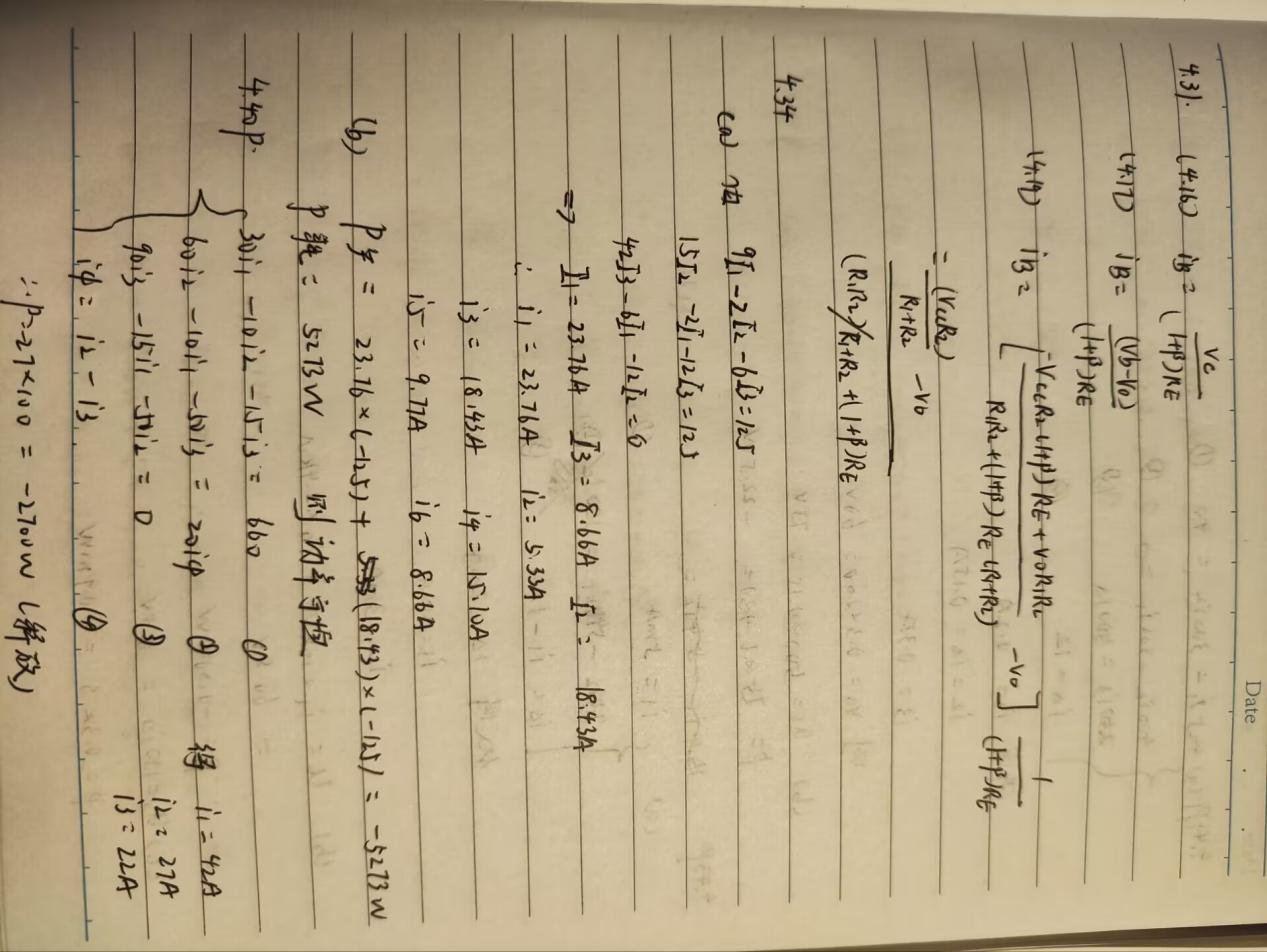 Date
4.31. (4.16) iB = Vc / (1+β)RE
(4.17) iB = (Vb-Vo) / (1+β)RE
(4.19) iB = [ -VccR2(1+β)RE + VoR1R2 / R1R2+(1+β)RE(R1+R2) -Vo ] 1 / (1+β)RE
= (VccR2) / R1+R2 -Vo
(R1R2)/R1+R2 +(1+β)RE
4.34
(a) 由 9I1-2I2-6I3=125
15I2 -2I1-12I3=125
42I3-6I1-12I2=0
=> I1=23.76A I3=8.66A I2= 18.43A
∴ i1=23.76A i2=5.33A
i3= 18.43A i4=15.10A
i5= 9.77A i6=8.66A
(b) P = 23.76×(-125)+(18.43)×(-125)=-5273W
P耗= 5273W 则功率守恒
4.40p. 30i1-10i2-15i3= 660 ①
60i2-10i1-50i3 = 20iφ ② 得 i1=42A
90i3 -15i1 -50i2= 0 ③ i2=27A
iφ= i2-i3 ④ i3=22A
∴P=27×100 = -2700W (释放)